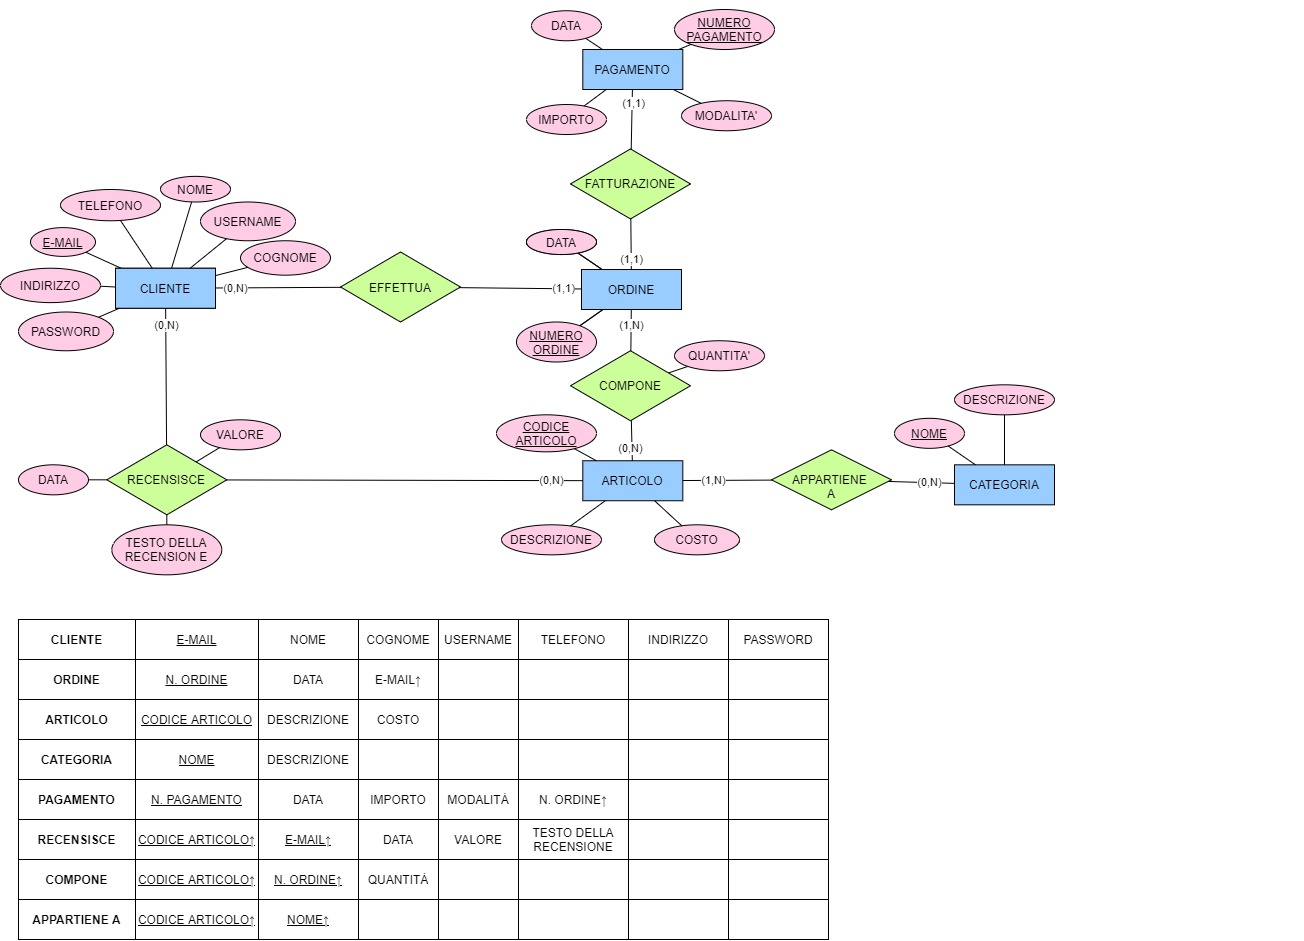 DATA
NUMERO
PAGAMENTO
PAGAMENTO
(1,1)
IMPORTO
MODALITA'
FATTURAZIONE
NOME
TELEFONO
USERNAME
E-MAIL
COGNOME
INDIRIZZO
CLIENTE
PASSWORD
(0,N)
(0,N)
EFFETTUA
(1,1)
DATA
(1,1)
ORDINE
(1,N)
NUMERO
ORDINE
QUANTITA'
COMPONE
DESCRIZIONE
CODICE
ARTICOLO
(0,N)
NOME
VALORE
DATA
RECENSISCE
(0,N)
ARTICOLO
(1,N)
APPARTIENE
A
(0,N)
CATEGORIA
TESTO DELLA
RECENSION E
DESCRIZIONE
COSTO
CLIENTE E-MAIL NOME COGNOME USERNAME TELEFONO INDIRIZZO PASSWORD
ORDINE N. ORDINE DATA E-MAIL↑
ARTICOLO CODICE ARTICOLO DESCRIZIONE COSTO
CATEGORIA NOME DESCRIZIONE
PAGAMENTO N. PAGAMENTO DATA IMPORTO MODALITÀ N. ORDINE↑
RECENSISCE CODICE ARTICOLO↑ E-MAIL↑ DATA VALORE TESTO DELLA
RECENSIONE
COMPONE CODICE ARTICOLO↑ N. ORDINE↑ QUANTITÀ
APPARTIENE A CODICE ARTICOLO↑ NOME↑